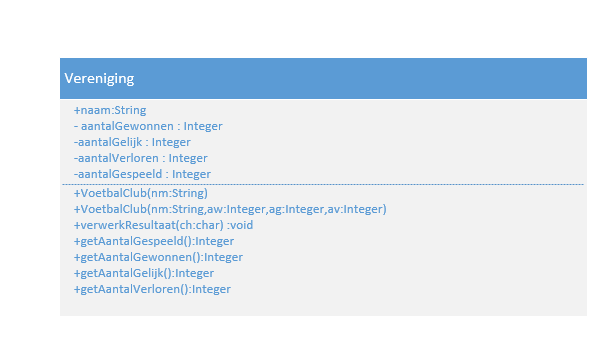 Vereniging
+naam:String
- aantalGewonnen : Integer
-aantalGelijk : Integer
-aantalVerloren : Integer
-aantalGespeeld : Integer
+VoetbalClub(nm:String)
+VoetbalClub(nm:String,aw:Integer,ag:Integer,av:Integer)
+verwerkResultaat(ch:char) :void
+getAantalGespeeld():Integer
+getAantalGewonnen():Integer
+getAantalGelijk():Integer
+getAantalVerloren():Integer